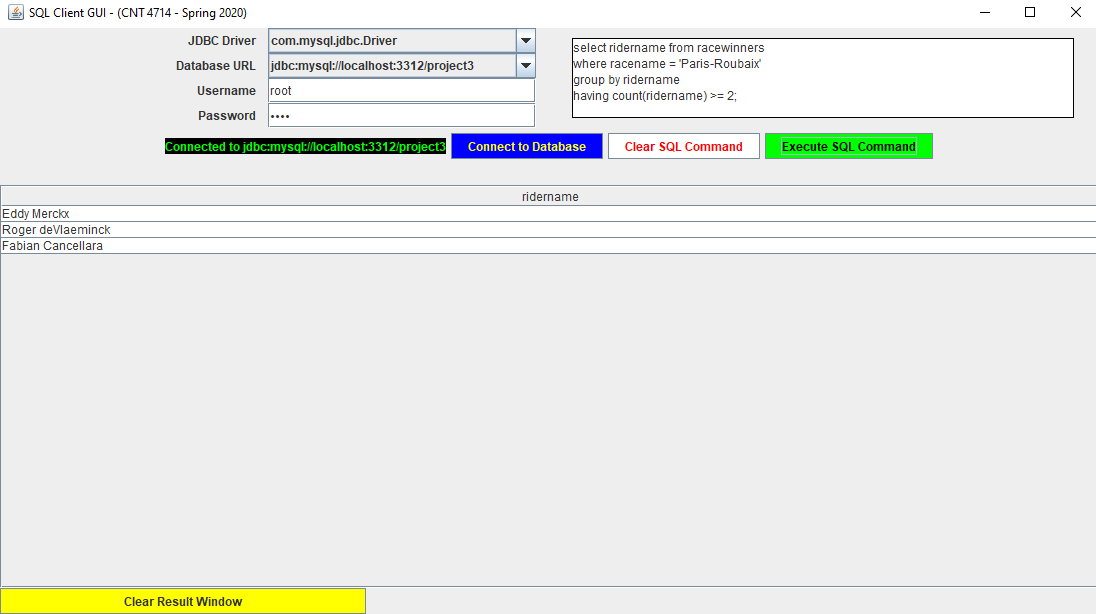 SQL Client GUI - (CNT 4714 - Spring 2020)
JDBC Driver
com.mysql.jdbc.Driver
Database URL
jdbc:mysql://localhost:3312/project3
Username
root
Password
••••
select ridername from racewinners
where racename = 'Paris-Roubaix'
group by ridername
having count(ridername) >= 2;
Connected to jdbc:mysql://localhost:3312/project3
Connect to Database
Clear SQL Command
Execute SQL Command
ridername
Eddy Merckx
Roger deVlaeminck
Fabian Cancellara
Clear Result Window